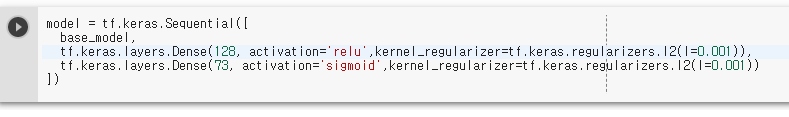 model = tf.keras.Sequential([
  base_model,
  tf.keras.layers.Dense(128, activation='relu',kernel_regularizer=tf.keras.regularizers.l2(l=0.001)),
  tf.keras.layers.Dense(73, activation='sigmoid',kernel_regularizer=tf.keras.regularizers.l2(l=0.001))
])